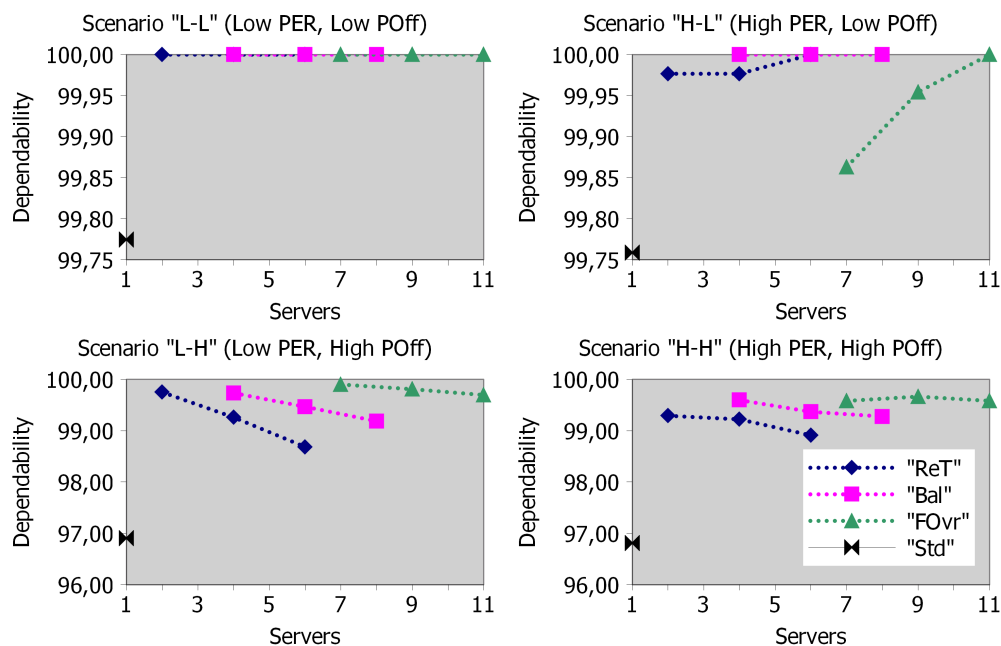 Scenario "L-L" (Low PER, Low POff)
100,00
99,95
99,90
99,85
99,80
99,75
Dependability
1 3 5 7 9 11
Servers
Scenario "H-L" (High PER, Low POff)
100,00
99,95
99,90
99,85
99,80
99,75
Dependability
1 3 5 7 9 11
Servers
Scenario "L-H" (Low PER, High POff)
100,00
99,00
98,00
97,00
96,00
Dependability
1 3 5 7 9 11
Servers
Scenario "H-H" (High PER, High POff)
100,00
99,00
98,00
97,00
96,00
Dependability
1 3 5 7 9 11
Servers
"ReT"
"Bal"
"FOvr"
"Std"